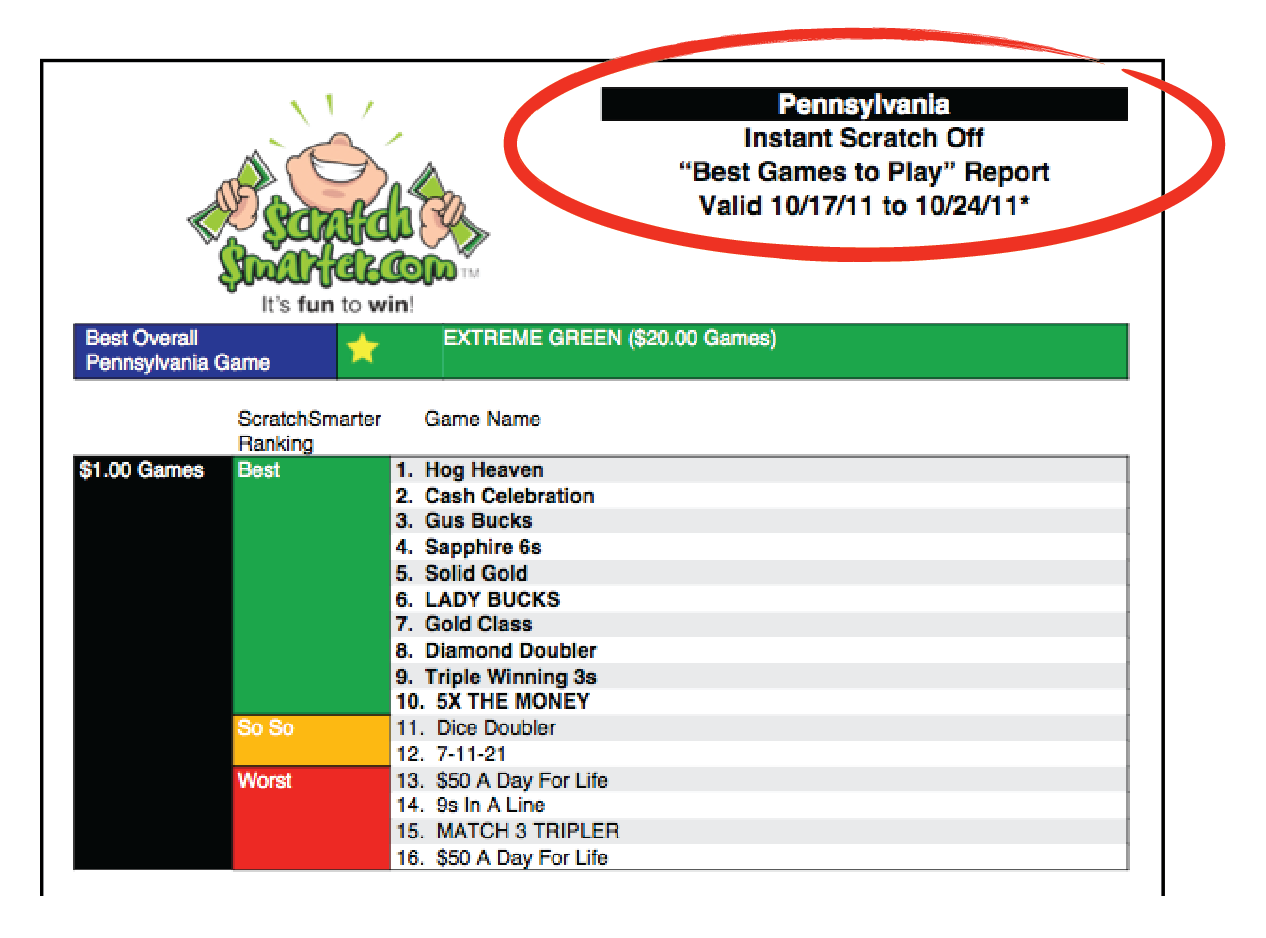 Pennsylvania
Instant Scratch Off
“Best Games to Play” Report
Valid 10/17/11 to 10/24/11*
$cratch
$marter.com™
It's fun to win!
Best Overall
Pennsylvania Game
EXTREME GREEN ($20.00 Games)
ScratchSmarter
Ranking
Game Name
$1.00 Games
Best
1. Hog Heaven
2. Cash Celebration
3. Gus Bucks
4. Sapphire 6s
5. Solid Gold
6. LADY BUCKS
7. Gold Class
8. Diamond Doubler
9. Triple Winning 3s
10. 5X THE MONEY
So So
11. Dice Doubler
12. 7-11-21
Worst
13. $50 A Day For Life
14. 9s In A Line
15. MATCH 3 TRIPLER
16. $50 A Day For Life